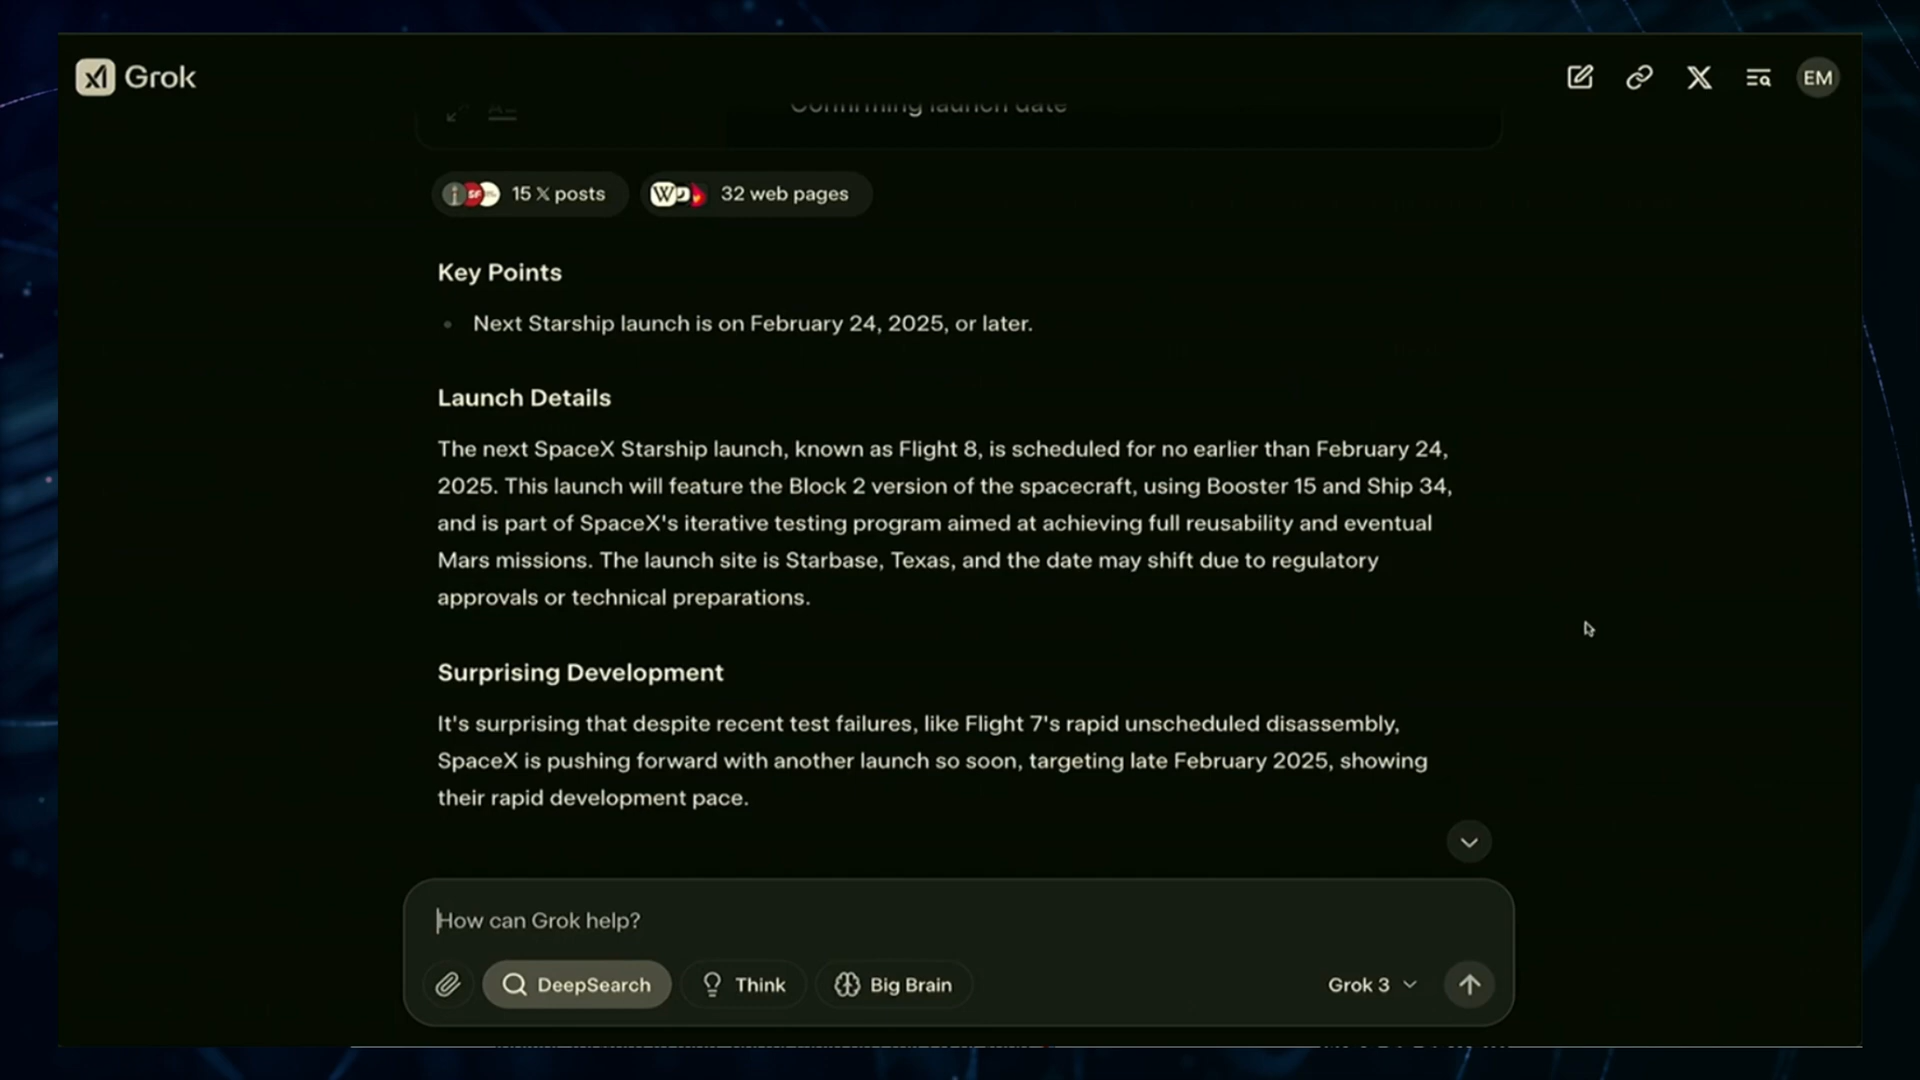 Grok
EM
Confirming launch date
15 X posts
32 web pages
Key Points
Next Starship launch is on February 24, 2025, or later.
Launch Details
The next SpaceX Starship launch, known as Flight 8, is scheduled for no earlier than February 24,
2025. This launch will feature the Block 2 version of the spacecraft, using Booster 15 and Ship 34,
and is part of SpaceX's iterative testing program aimed at achieving full reusability and eventual
Mars missions. The launch site is Starbase, Texas, and the date may shift due to regulatory
approvals or technical preparations.
Surprising Development
It's surprising that despite recent test failures, like Flight 7's rapid unscheduled disassembly,
SpaceX is pushing forward with another launch so soon, targeting late February 2025, showing
their rapid development pace.
How can Grok help?
DeepSearch
Think
Big Brain
Grok 3